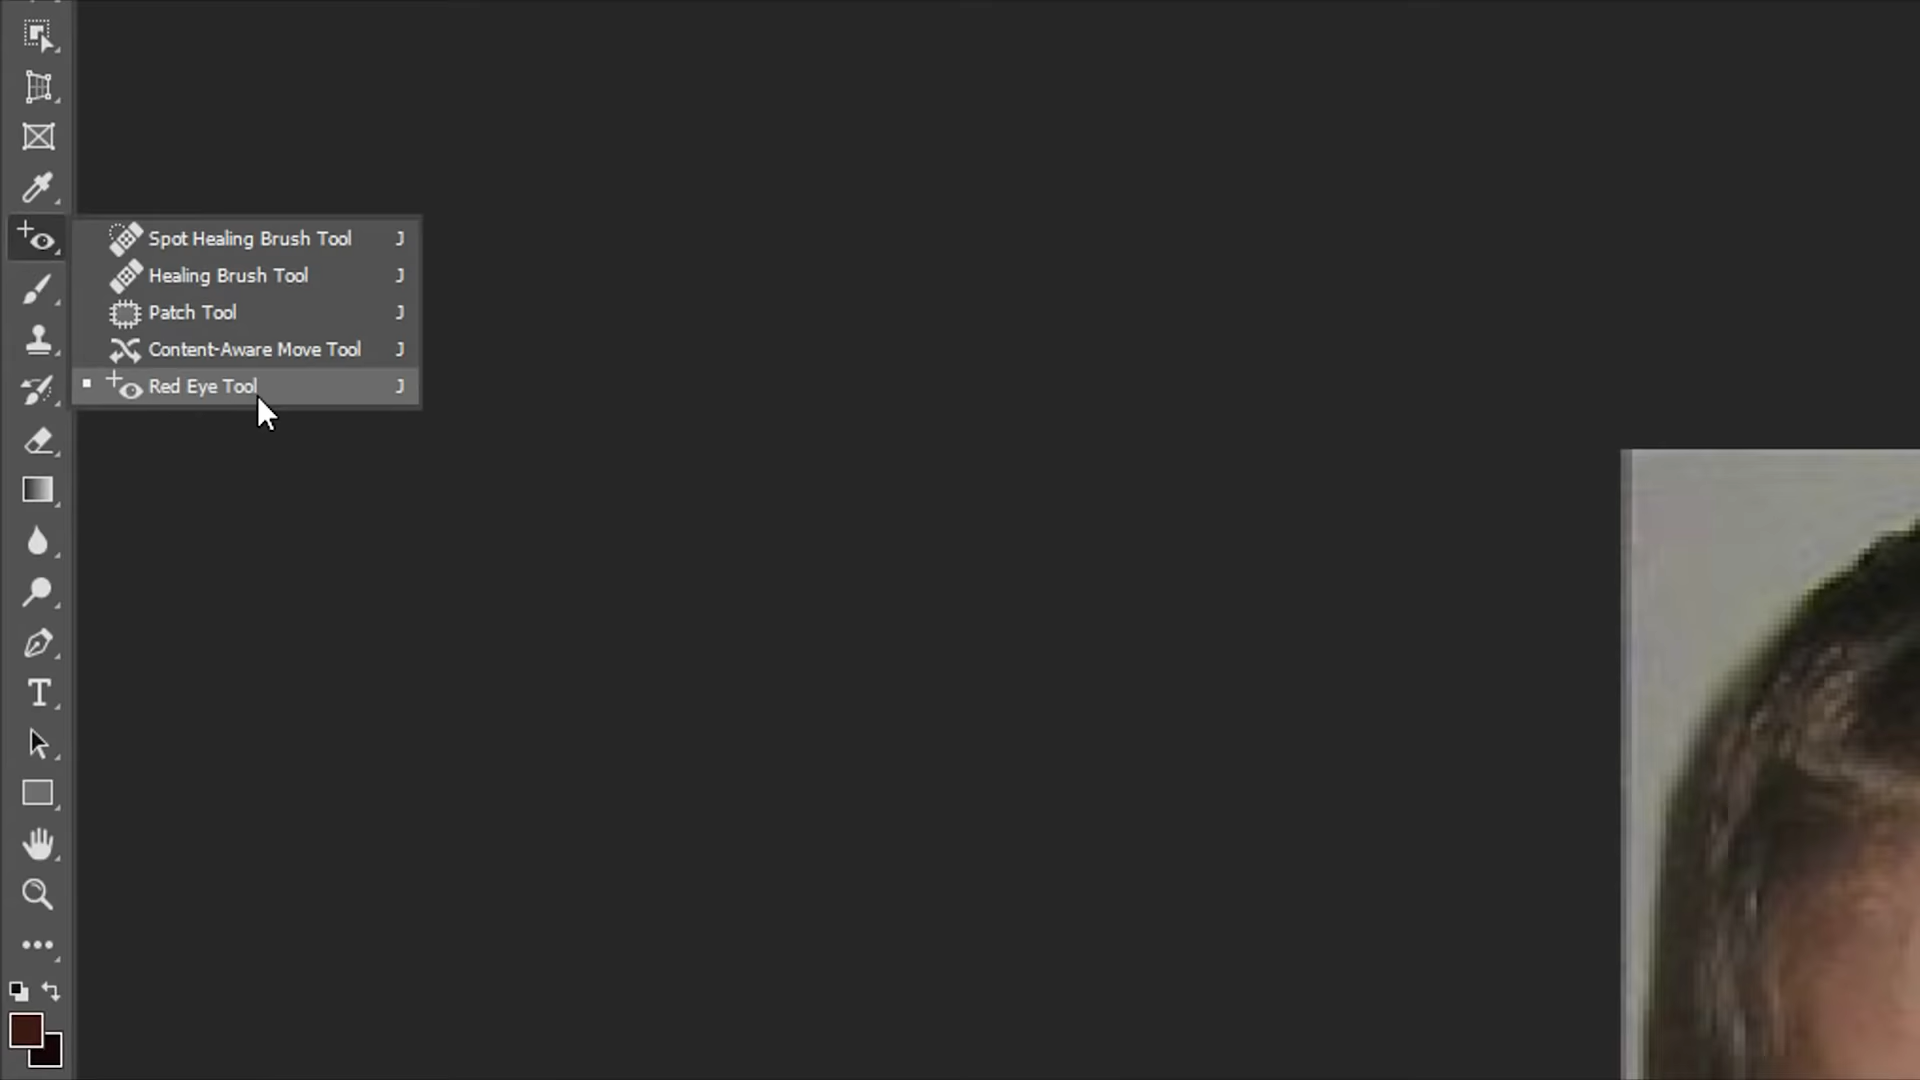 Spot Healing Brush Tool J
Healing Brush Tool J
Patch Tool J
Content-Aware Move Tool J
Red Eye Tool J
T